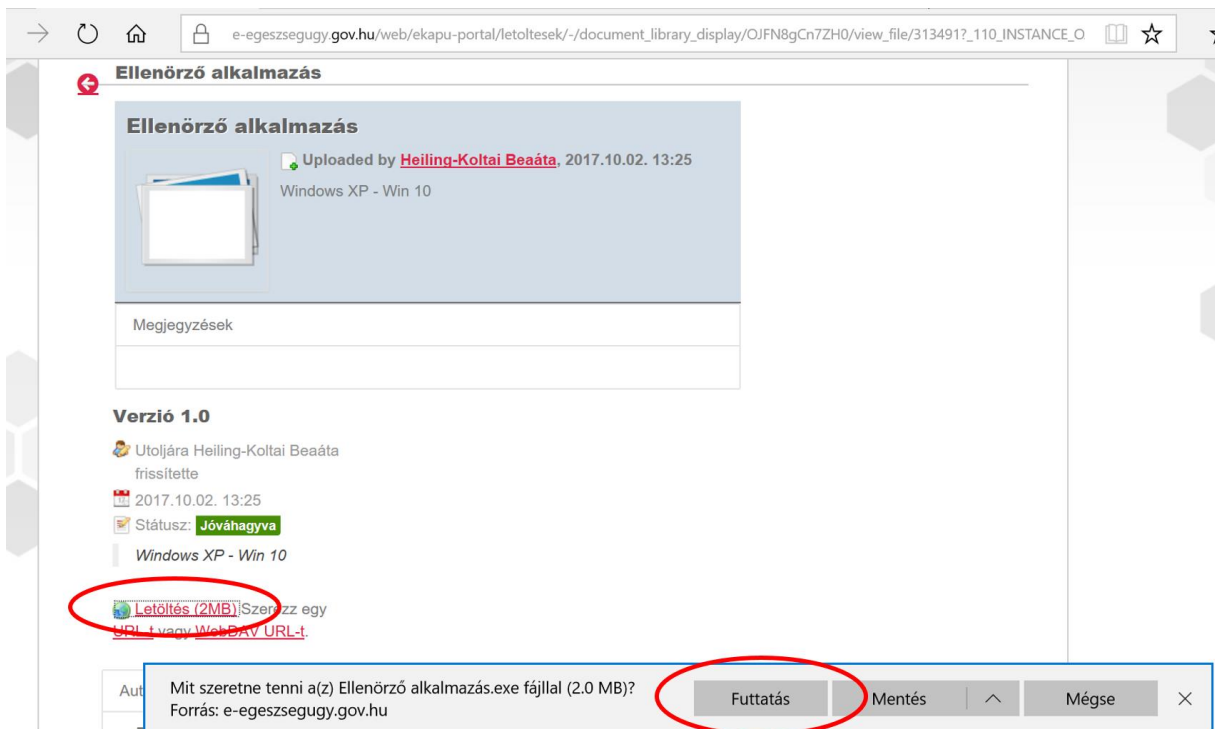 e-egeszsegugy.gov.hu/web/ekapu-portal/letoltesek/-/document_library_display/OJFN8gCn7ZH0/view_file/313491?_110_INSTANCE_O
Ellenörző alkalmazás
Ellenörző alkalmazás
Uploaded by Heiling-Koltai Beaáta, 2017.10.02. 13:25
Windows XP - Win 10
Megjegyzések
Verzió 1.0
Utoljára Heiling-Koltai Beaáta
frissítette
2017.10.02. 13:25
Státusz: Jóváhagyva
Windows XP - Win 10
Letöltés (2MB) Szerezz egy
URL-t vagy WebDAV URL-t.
Aut
Mit szeretne tenni a(z) Ellenörző alkalmazás.exe fájllal (2.0 MB)?
Forrás: e-egeszsegugy.gov.hu
Futtatás
Mentés
Mégse